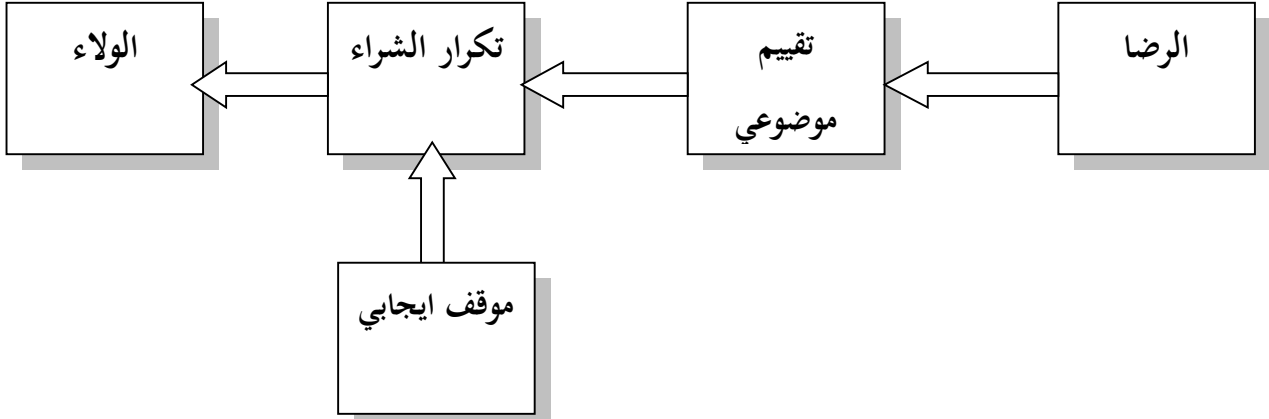 الرضا
تقييم
موضوعي
تكرار الشراء
الولاء
موقف ايجابي